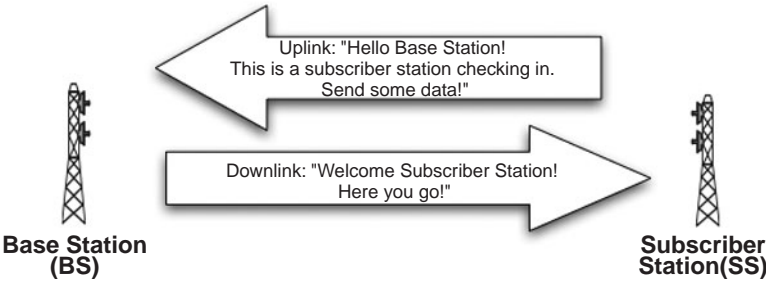 Uplink: "Hello Base Station!
This is a subscriber station checking in.
Send some data!"
Downlink: "Welcome Subscriber Station!
Here you go!"
Base Station
(BS)
Subscriber
Station(SS)